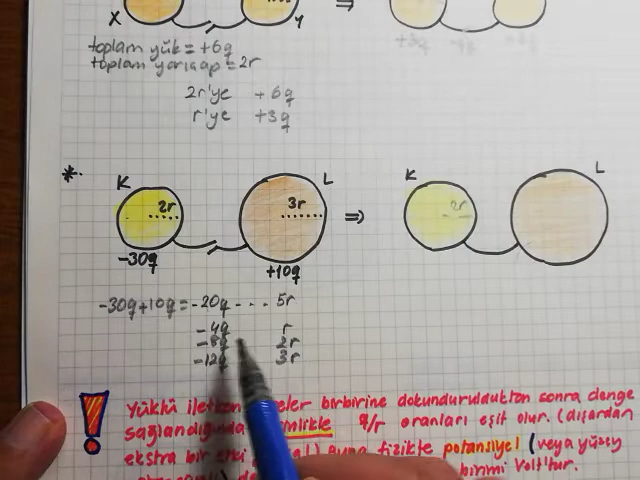 X Y ⇒
toplam yük = +6q
toplam yarıçap = 2r
2r'ye +6q
r'ye +3q
* K L K L
2r 3r ⇒ 2r
-30q +10q
-30q+10q = -20q - . . 5r
-4q r
-8q 2r
-12q 3r
! Yüklü birbirine dokundurulduktan sonra denge
sağlandığında q/r oranları eşit olur. (dışardan
ekstra bir fizikte potansiyel (veya yüzey
birimi Volt'tur.